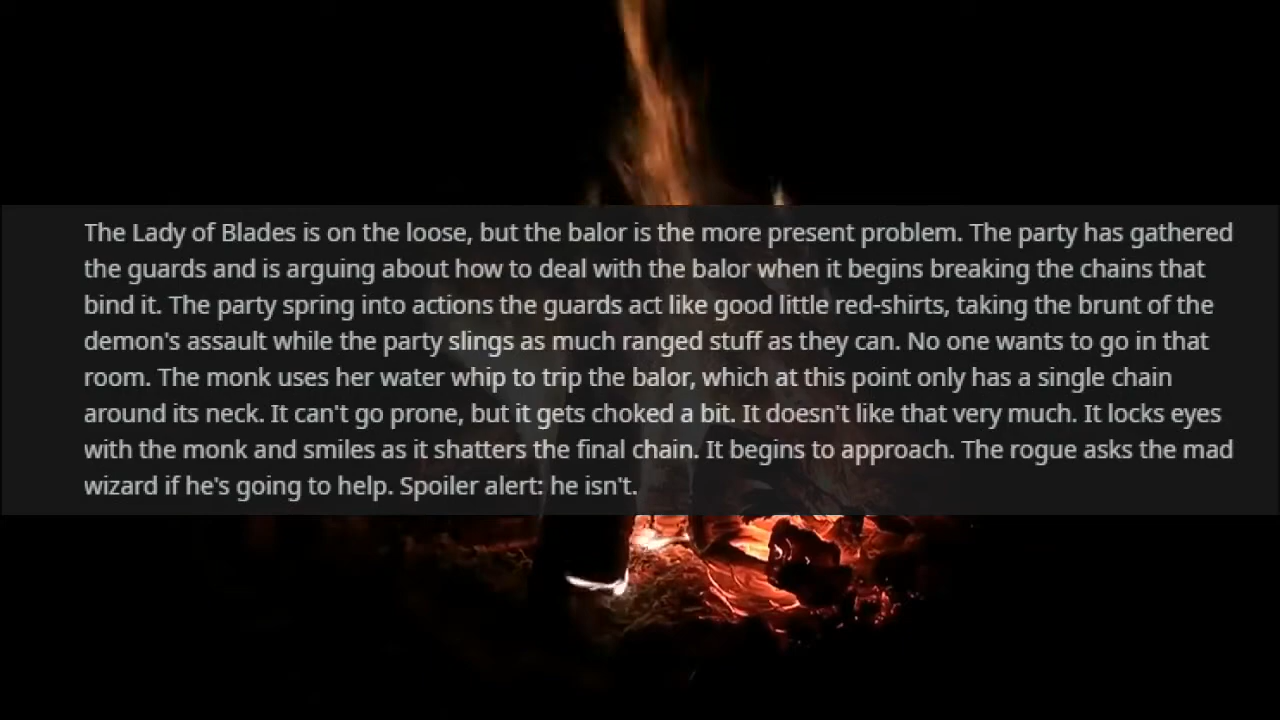 The Lady of Blades is on the loose, but the balor is the more present problem. The party has gathered
the guards and is arguing about how to deal with the balor when it begins breaking the chains that
bind it. The party spring into actions the guards act like good little red-shirts, taking the brunt of the
demon's assault while the party slings as much ranged stuff as they can. No one wants to go in that
room. The monk uses her water whip to trip the balor, which at this point only has a single chain
around its neck. It can't go prone, but it gets choked a bit. It doesn't like that very much. It locks eyes
with the monk and smiles as it shatters the final chain. It begins to approach. The rogue asks the mad
wizard if he's going to help. Spoiler alert: he isn't.